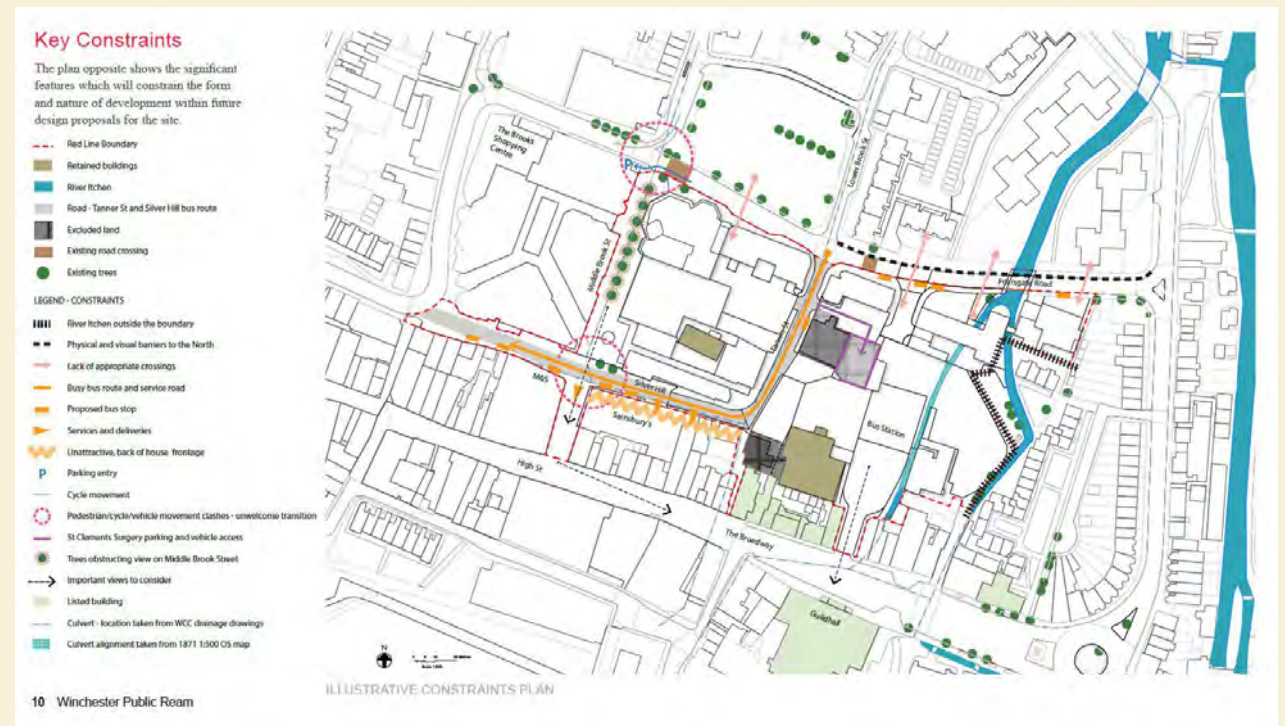 Key Constraints
The plan opposite shows the significant
features which will constrain the form
and nature of development within future
design proposals for the site.
Red Line Boundary
Retained buildings
River Itchen
Road - Tanner St and Silver Hill bus route
Excluded land
Existing road crossing
Existing trees
LEGEND - CONSTRAINTS
River Itchen outside the boundary
Physical and visual barriers to the North
Lack of appropriate crossings
Busy bus route and service road
Proposed bus stop
Services and deliveries
Unattractive, back of house frontage
P Parking entry
Cycle movement
Pedestrian/cycle/vehicle movement clashes - unwelcome transition
St Clements Surgery parking and vehicle access
Trees obstructing view on Middle Brook Street
Important views to consider
Listed building
Culvert - location taken from WCC drainage drawings
Culvert alignment taken from 1871 1:500 OS map
10 Winchester Public Ream
The Brooks
Shopping
Centre
P
Lower Brook St
Middle Brook St
Friarsgate Road
Tanner St
Silver Hill
M&S
Sainsbury's
Bus Station
High St
The Broadway
Guildhall
N
ILLUSTRATIVE CONSTRAINTS PLAN